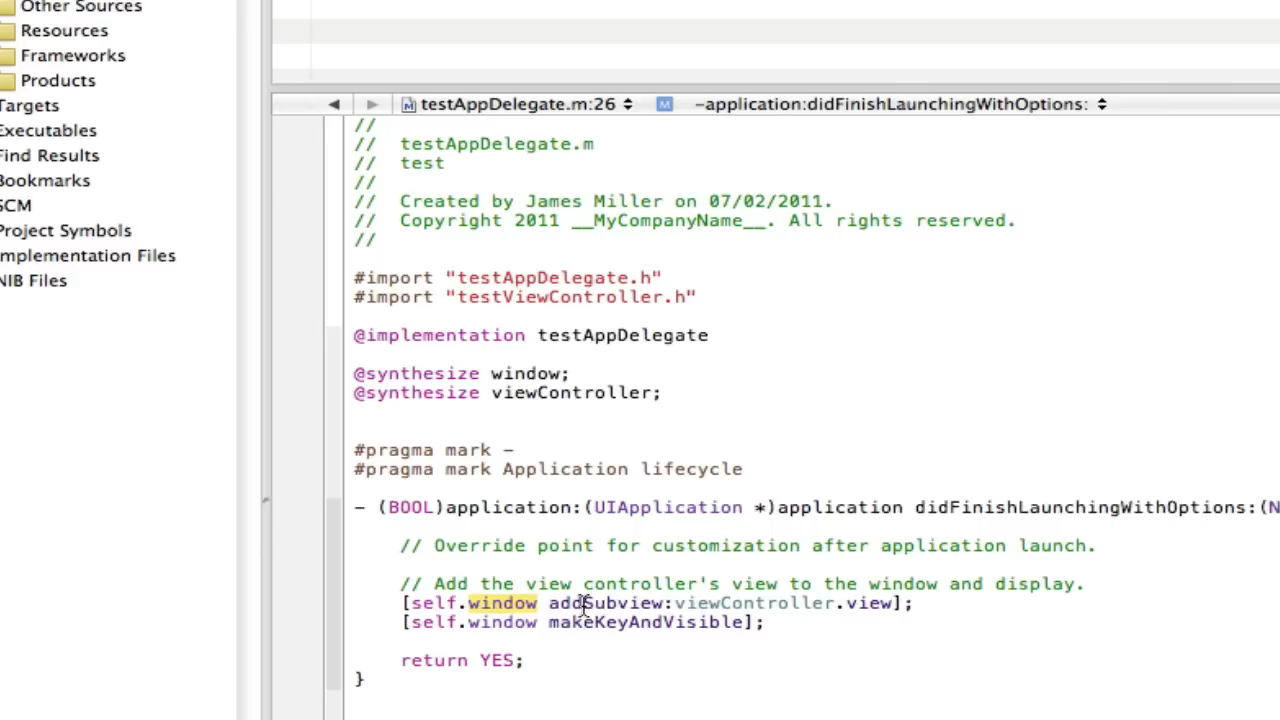 Other Sources
Resources
Frameworks
Products
Targets
Executables
Find Results
Bookmarks
SCM
Project Symbols
Implementation Files
NIB Files
testAppDelegate.m:26 M -application:didFinishLaunchingWithOptions:
//
// testAppDelegate.m
// test
//
// Created by James Miller on 07/02/2011.
// Copyright 2011 __MyCompanyName__. All rights reserved.
//
#import "testAppDelegate.h"
#import "testViewController.h"
@implementation testAppDelegate
@synthesize window;
@synthesize viewController;
#pragma mark -
#pragma mark Application lifecycle
- (BOOL)application:(UIApplication *)application didFinishLaunchingWithOptions:(N
// Override point for customization after application launch.
// Add the view controller's view to the window and display.
[self.window addSubview:viewController.view];
[self.window makeKeyAndVisible];
return YES;
}